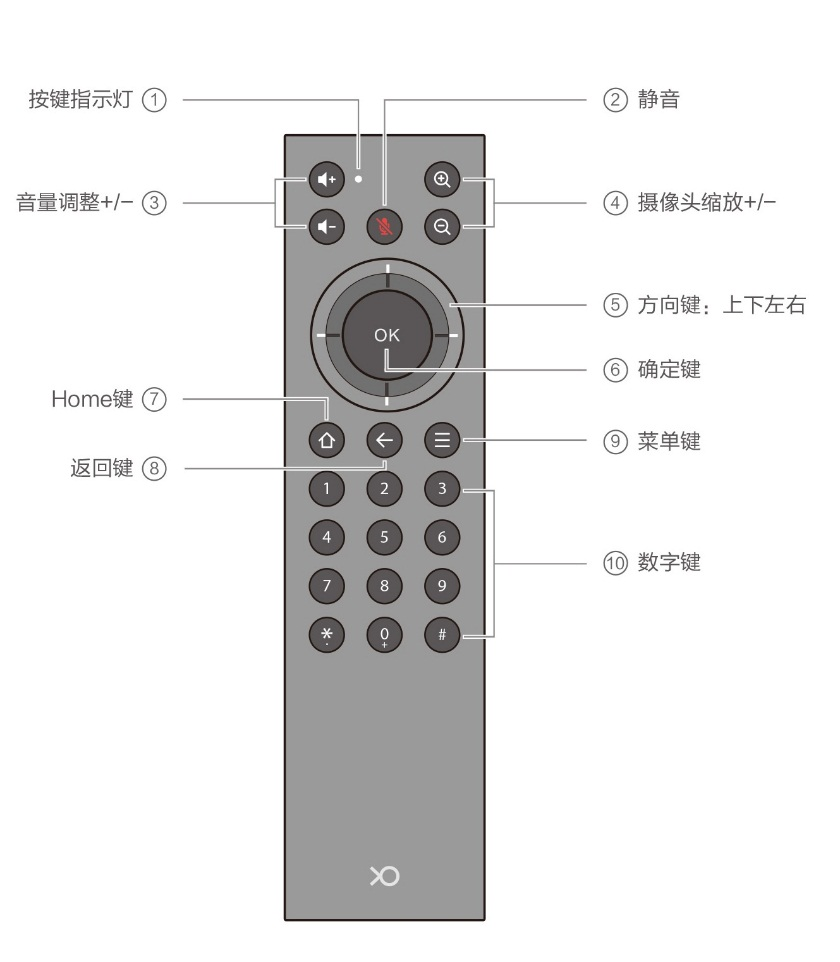 按键指示灯 ①
② 静音
音量调整+/− ③
④ 摄像头缩放+/−
⑤ 方向键：上下左右
OK
⑥ 确定键
Home键 ⑦
返回键 ⑧
⑨ 菜单键
1 2 3
4 5 6
⑩ 数字键
7 8 9
* 0 #
. +